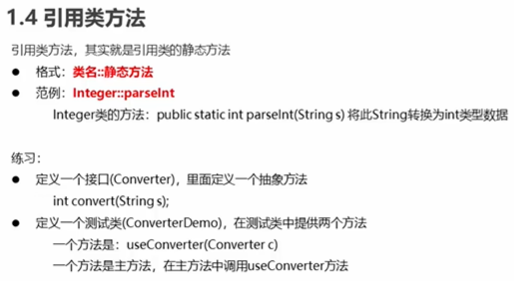 1.4 引用类方法
引用类方法，其实就是引用类的静态方法
● 格式：类名::静态方法
● 范例：Integer::parseInt
Integer类的方法：public static int parseInt(String s) 将此String转换为int类型数据
练习：
● 定义一个接口(Converter)，里面定义一个抽象方法
int convert(String s);
● 定义一个测试类(ConverterDemo)，在测试类中提供两个方法
一个方法是：useConverter(Converter c)
一个方法是主方法，在主方法中调用useConverter方法